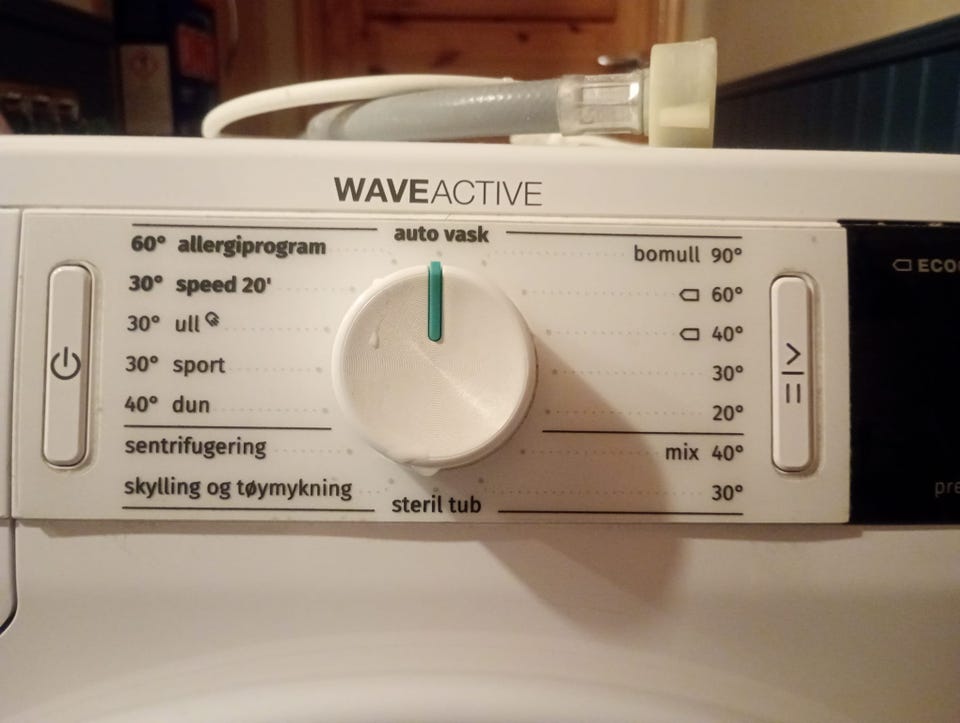 WAVEACTIVE
auto vask
60° allergiprogram
30° speed 20'
30° ull
30° sport
40° dun
sentrifugering
skylling og tøymykning
steril tub
bomull 90°
60°
40°
30°
20°
mix 40°
30°